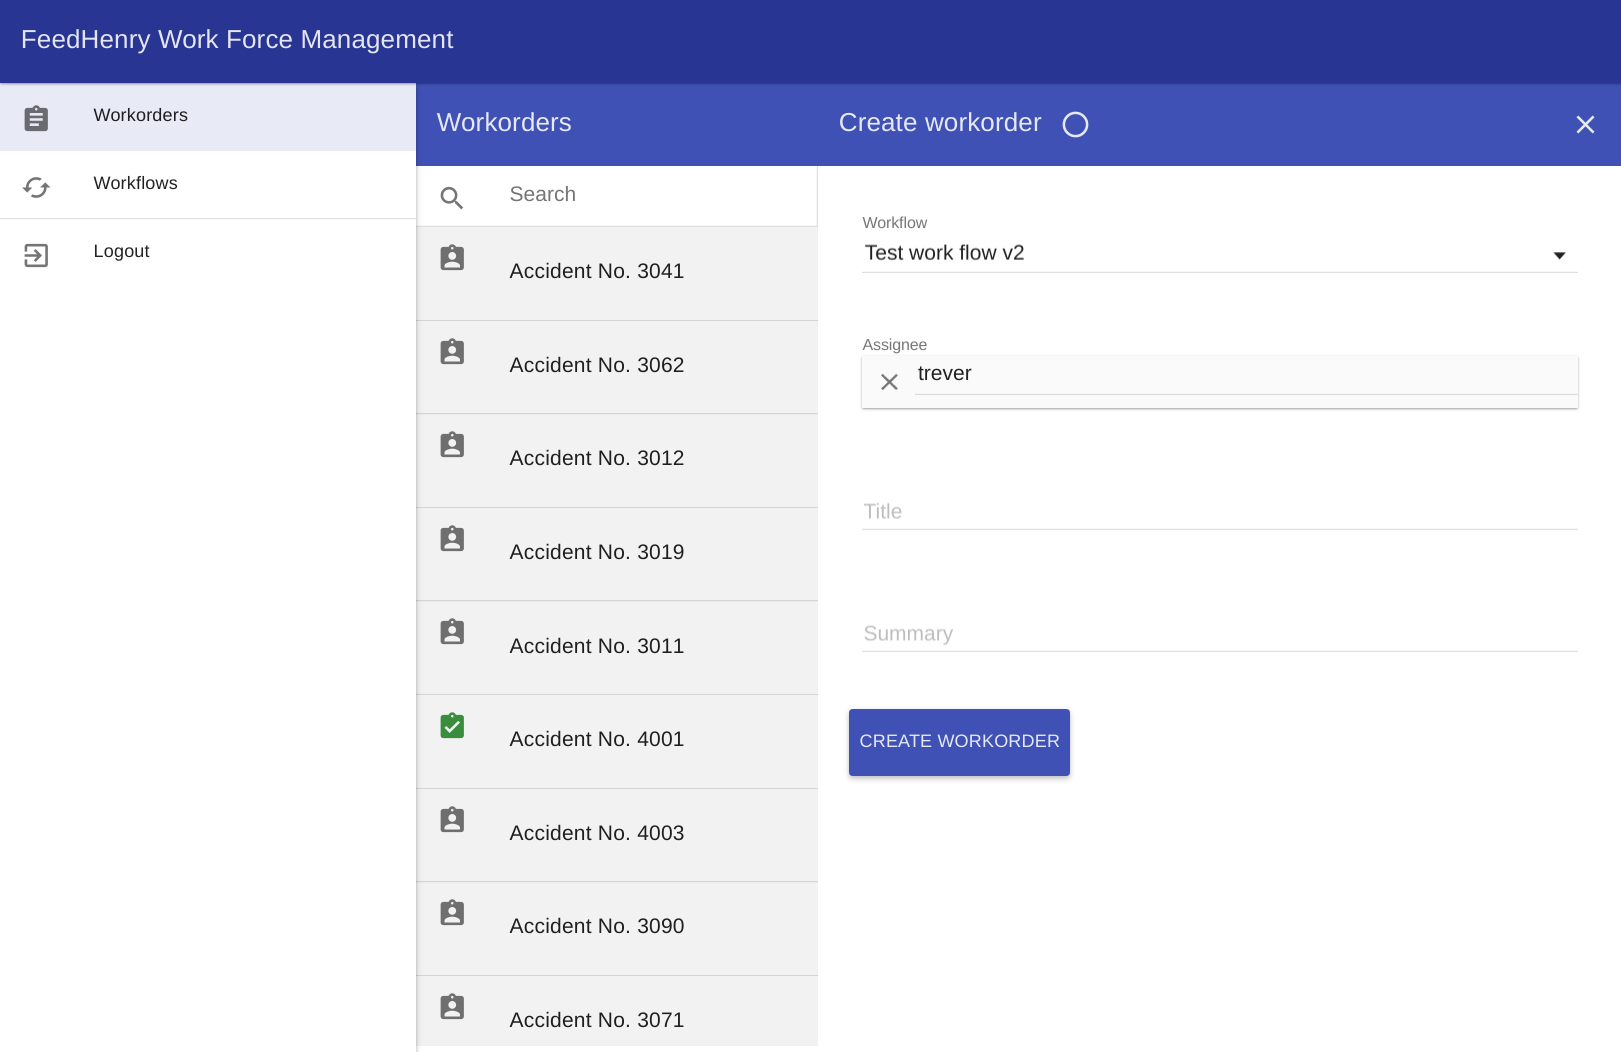 FeedHenry Work Force Management
Workorders
Workflows
Logout
Workorders
Search
Accident No. 3041
Accident No. 3062
Accident No. 3012
Accident No. 3019
Accident No. 3011
Accident No. 4001
Accident No. 4003
Accident No. 3090
Accident No. 3071
Create workorder
Workflow
Test work flow v2
Assignee
trever
Title
Summary
CREATE WORKORDER